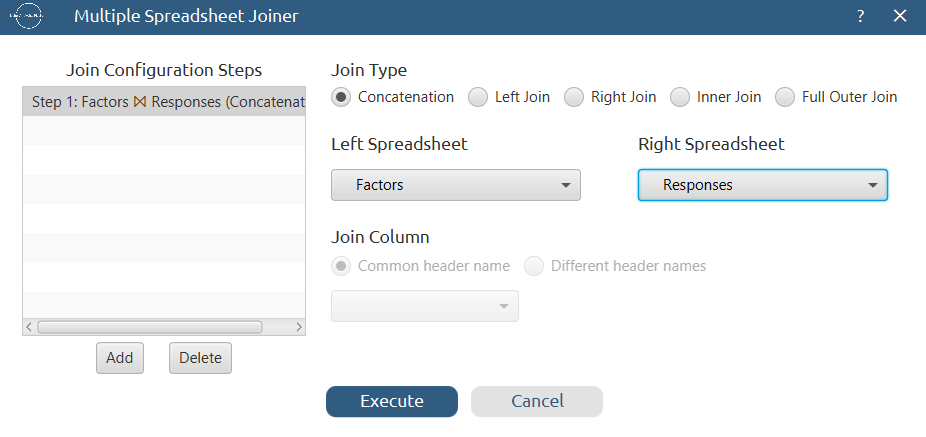 Multiple Spreadsheet Joiner
?
Join Configuration Steps
Step 1: Factors ⋈ Responses (Concatenat
Add
Delete
Join Type
Concatenation
Left Join
Right Join
Inner Join
Full Outer Join
Left Spreadsheet
Right Spreadsheet
Factors
Responses
Join Column
Common header name
Different header names
Execute
Cancel